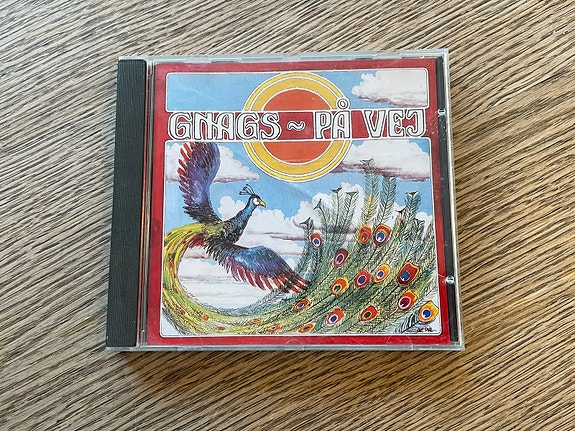 GNAGS ~ PÅ VEJ